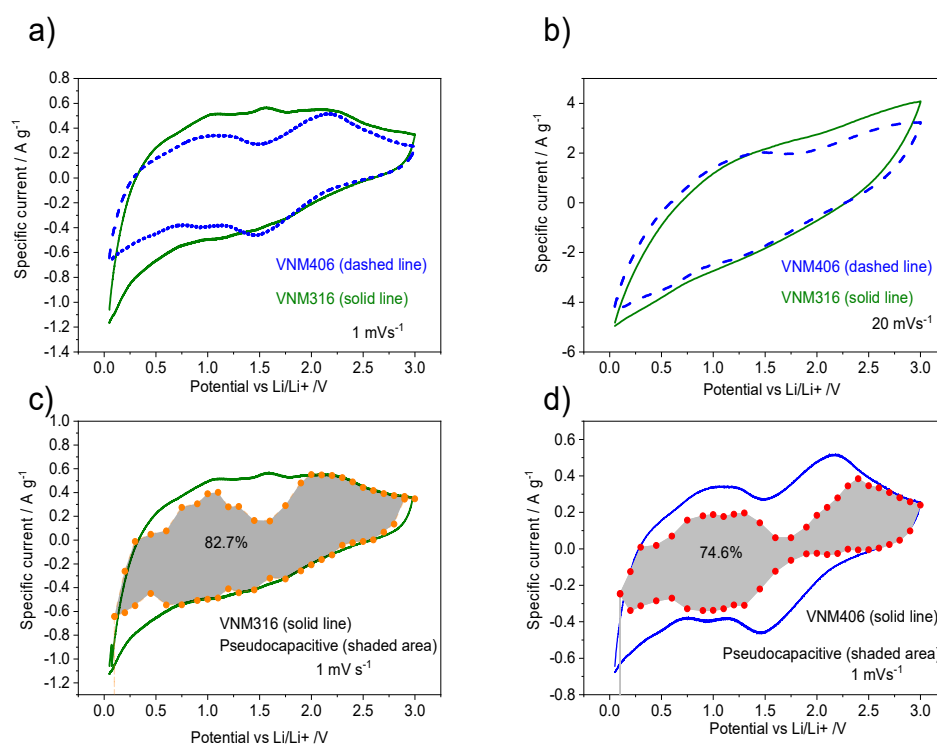 a)
b)
0.8
0.6
0.4
0.2
0.0
-0.2
-0.4
-0.6
-0.8
-1.0
-1.2
-1.4
Specific current / A g-1
VNM406 (dashed line)
VNM316 (solid line)
1 mVs-1
0.0 0.5 1.0 1.5 2.0 2.5 3.0
Potential vs Li/Li+ /V
4
2
0
-2
-4
-6
Specific current / A g-1
VNM406 (dashed line)
VNM316 (solid line)
20 mVs-1
0.0 0.5 1.0 1.5 2.0 2.5 3.0
Potential vs Li/Li+ /V
c)
d)
1.0
0.8
0.6
0.4
0.2
0.0
-0.2
-0.4
-0.6
-0.8
-1.0
-1.2
Specific current / A g-1
82.7%
VNM316 (solid line)
Pseudocapacitive (shaded area)
1 mV s-1
0.0 0.5 1.0 1.5 2.0 2.5 3.0
Potential vs Li/Li+ /V
0.6
0.4
0.2
0.0
-0.2
-0.4
-0.6
-0.8
Specific current / A g-1
74.6%
VNM406 (solid line)
Pseudocapacitive (shaded area)
1 mVs-1
0.0 0.5 1.0 1.5 2.0 2.5 3.0
Potential vs Li/Li+ /V